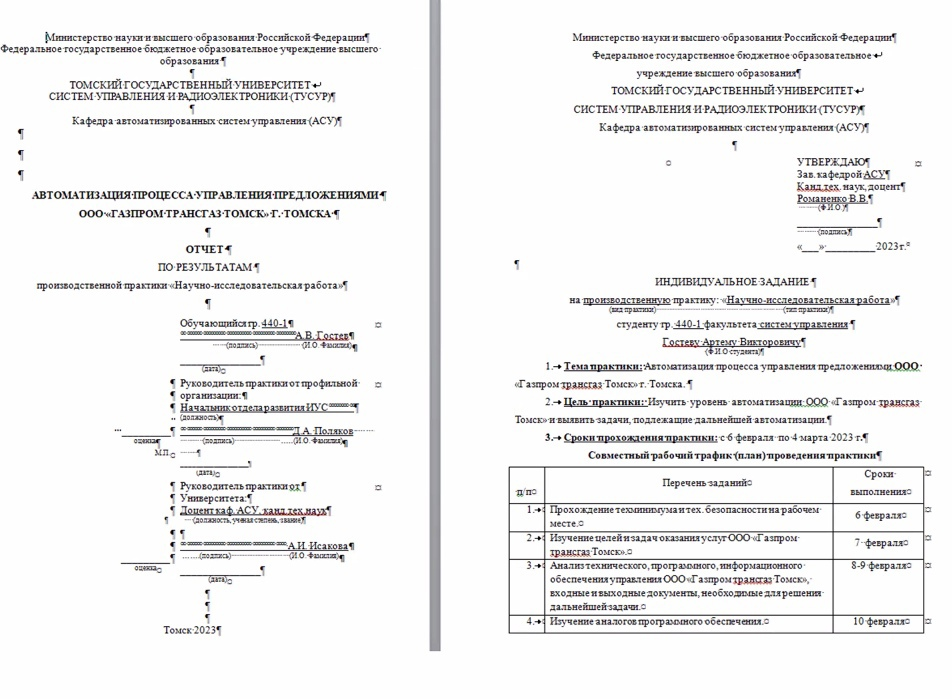 Министерство науки и высшего образования Российской Федерации
Федеральное государственное бюджетное образовательное учреждение высшего
образования
ТОМСКИЙ ГОСУДАРСТВЕННЫЙ УНИВЕРСИТЕТ
СИСТЕМ УПРАВЛЕНИЯ И РАДИОЭЛЕКТРОНИКИ (ТУСУР)
Кафедра автоматизированных систем управления (АСУ)
АВТОМАТИЗАЦИЯ ПРОЦЕССА УПРАВЛЕНИЯ ПРЕДЛОЖЕНИЯМИ
ООО «ГАЗПРОМ ТРАНСГАЗ ТОМСК» Г. ТОМСКА
ОТЧЕТ
ПО РЕЗУЛЬТАТАМ
производственной практики «Научно-исследовательская работа»
Обучающийся гр. 440-1
А.В. Гостев
(подпись) (И.О. Фамилия)
(дата)
Руководитель практики от профильной
организации:
Начальник отдела развития ИУС
(должность)
Д.А. Поляков
оценка (подпись) (И.О. Фамилия)
М.П.
(дата)
Руководитель практики от
Университета:
Доцент каф. АСУ, канд.тех.наук
(должность, ученая степень, звание)
А.И. Исакова
(подпись) (И.О. Фамилия)
оценка
(дата)
Томск 2023
Министерство науки и высшего образования Российской Федерации
Федеральное государственное бюджетное образовательное
учреждение высшего образования
ТОМСКИЙ ГОСУДАРСТВЕННЫЙ УНИВЕРСИТЕТ
СИСТЕМ УПРАВЛЕНИЯ И РАДИОЭЛЕКТРОНИКИ (ТУСУР)
Кафедра автоматизированных систем управления (АСУ)
УТВЕРЖДАЮ
Зав. кафедрой АСУ
Канд.тех. наук, доцент
Романенко В.В.
(Ф.И.О.)
(подпись)
«___» _________ 2023 г.
ИНДИВИДУАЛЬНОЕ ЗАДАНИЕ
на производственную практику: «Научно-исследовательская работа»
(вид практики) (тип практики)
студенту гр. 440-1 факультета систем управления
Гостеву Артему Викторовичу
(Ф.И.О студента)
1. Тема практики: Автоматизация процесса управления предложениями ООО
«Газпром трансгаз Томск» г. Томска.
2. Цель практики: Изучить уровень автоматизации ООО «Газпром трансгаз
Томск» и выявить задачи, подлежащие дальнейшей автоматизации.
3. Сроки прохождения практики: с 6 февраля по 4 марта 2023 г.
Совместный рабочий график (план) проведения практики
п/п Перечень заданий Сроки
выполнения
1. Прохождение техминимума и тех. безопасности на рабочем
месте. 6 февраля
2. Изучение целей и задач оказания услуг ООО «Газпром
трансгаз Томск». 7 февраля
3. Анализ технического, программного, информационного 8-9 февраля
обеспечения управления ООО «Газпром трансгаз Томск»,
входные и выходные документы, необходимые для решения
дальнейшей задачи.
4. Изучение аналогов программного обеспечения. 10 февраля